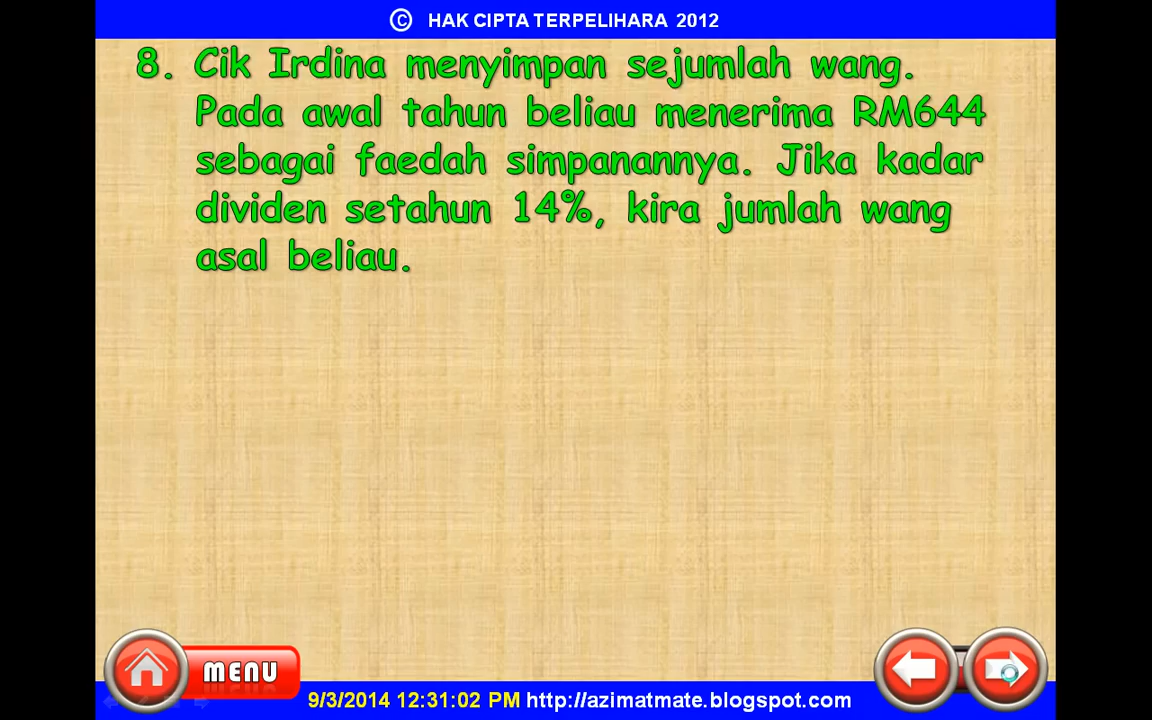 © HAK CIPTA TERPELIHARA 2012
8. Cik Irdina menyimpan sejumlah wang.
Pada awal tahun beliau menerima RM644
sebagai faedah simpanannya. Jika kadar
dividen setahun 14%, kira jumlah wang
asal beliau.
MENU
9/3/2014 12:31:02 PM http://azimatmate.blogspot.com